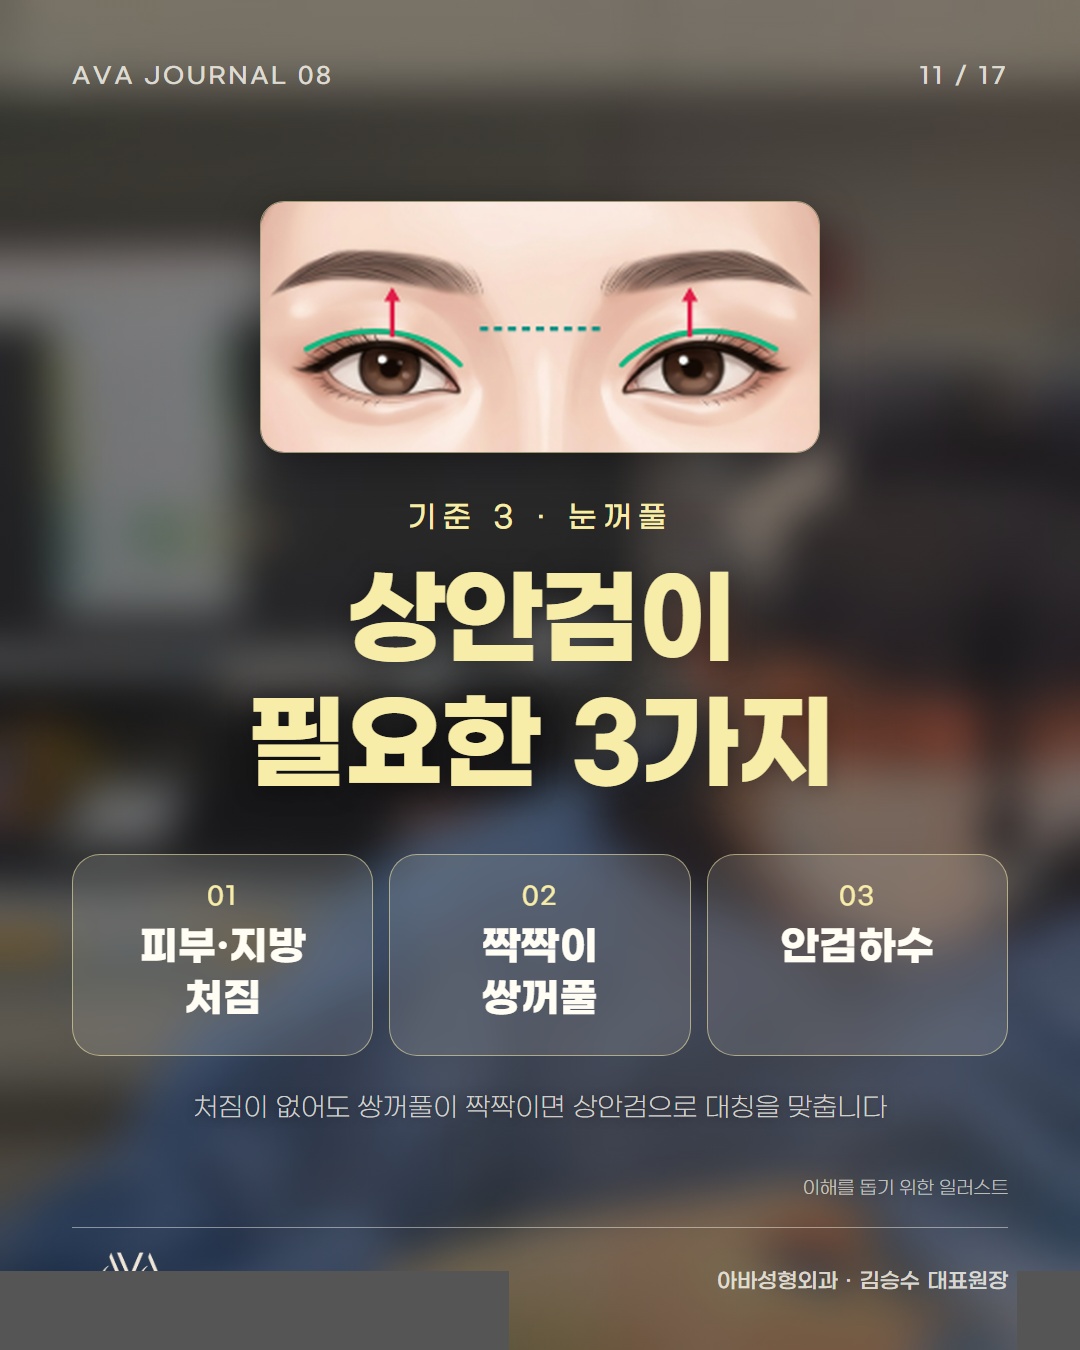 AVA JOURNAL 08
11 / 17
기준 3 · 눈꺼풀
상안검이
필요한 3가지
01
피부·지방
처짐
02
짝짝이
쌍꺼풀
03
안검하수
처짐이 없어도 쌍꺼풀이 짝짝이면 상안검으로 대칭을 맞춥니다
이해를 돕기 위한 일러스트
아바성형외과 · 김승수 대표원장